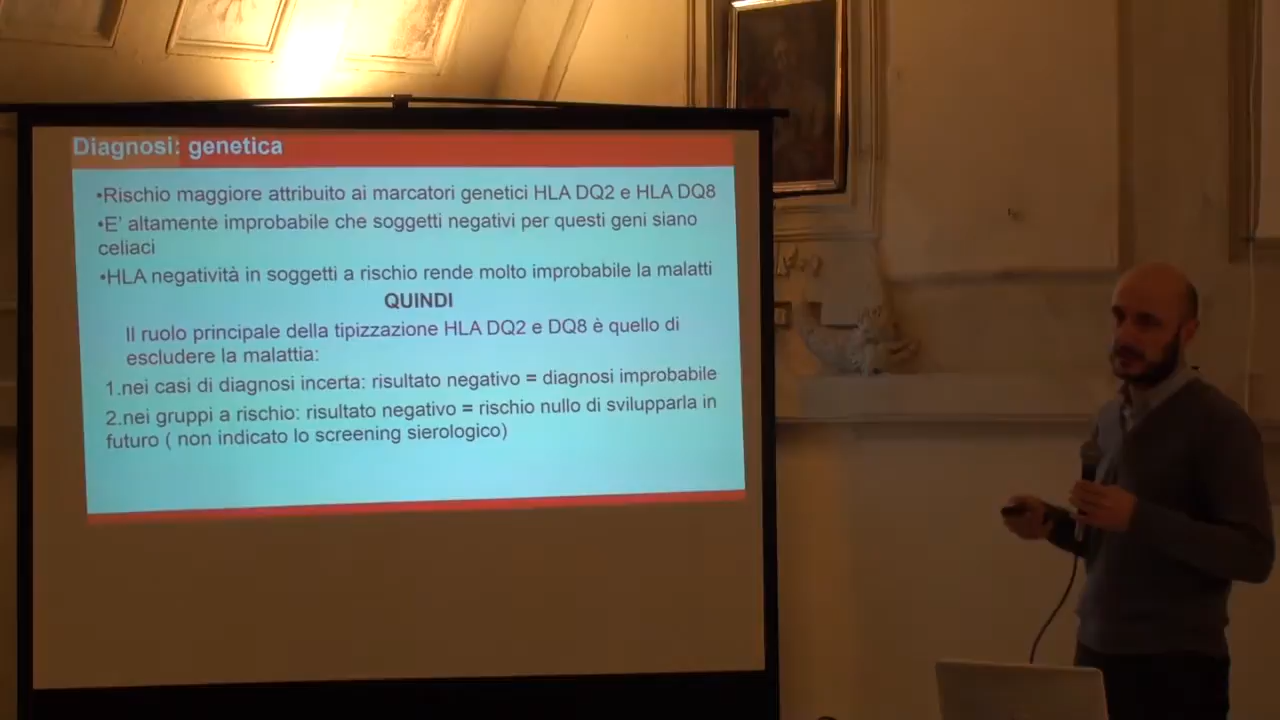 Diagnosi: genetica
•Rischio maggiore attribuito ai marcatori genetici HLA DQ2 e HLA DQ8
•E' altamente improbabile che soggetti negativi per questi geni siano
celiaci
•HLA negatività in soggetti a rischio rende molto improbabile la malatti
QUINDI
Il ruolo principale della tipizzazione HLA DQ2 e DQ8 è quello di
escludere la malattia:
1.nei casi di diagnosi incerta: risultato negativo = diagnosi improbabile
2.nei gruppi a rischio: risultato negativo = rischio nullo di svilupparla in
futuro ( non indicato lo screening sierologico)